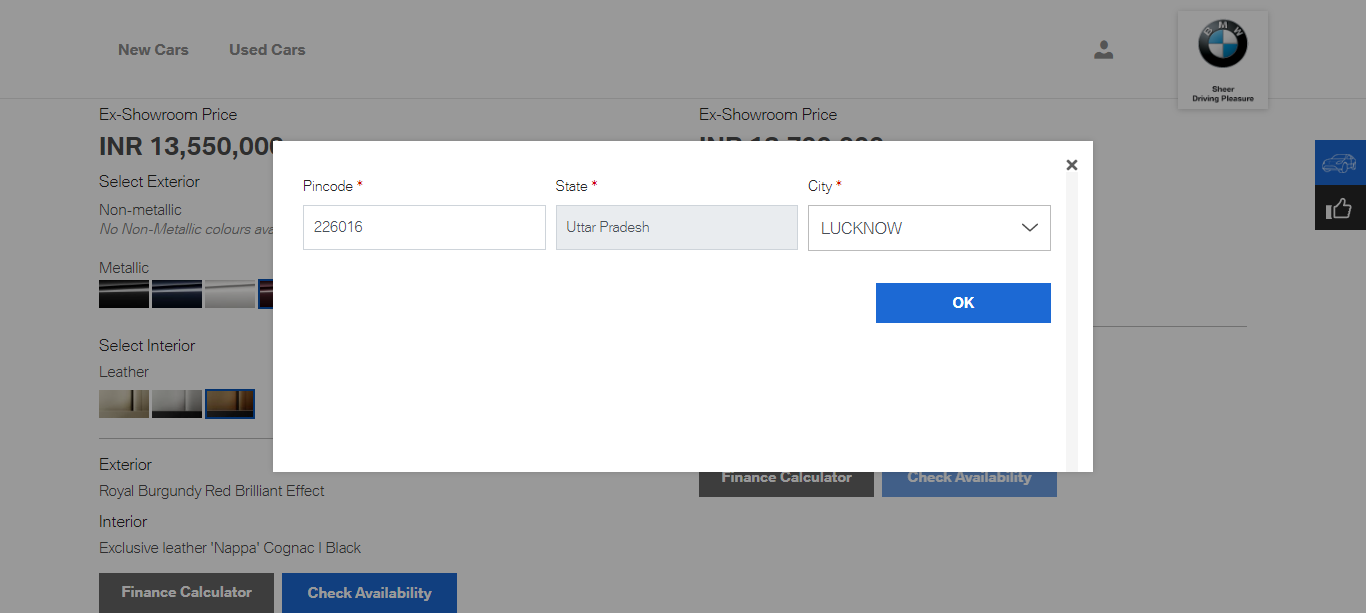 New Cars
Used Cars
BMW
Sheer
Driving Pleasure
Ex-Showroom Price
INR 13,550,000
Select Exterior
Non-metallic
No Non-Metallic colours ava
Metallic
Select Interior
Leather
Exterior
Royal Burgundy Red Brilliant Effect
Interior
Exclusive leather 'Nappa' Cognac | Black
Finance Calculator
Check Availability
Ex-Showroom Price
Finance Calculator
Check Availability
×
Pincode *
State *
City *
226016
Uttar Pradesh
LUCKNOW
OK